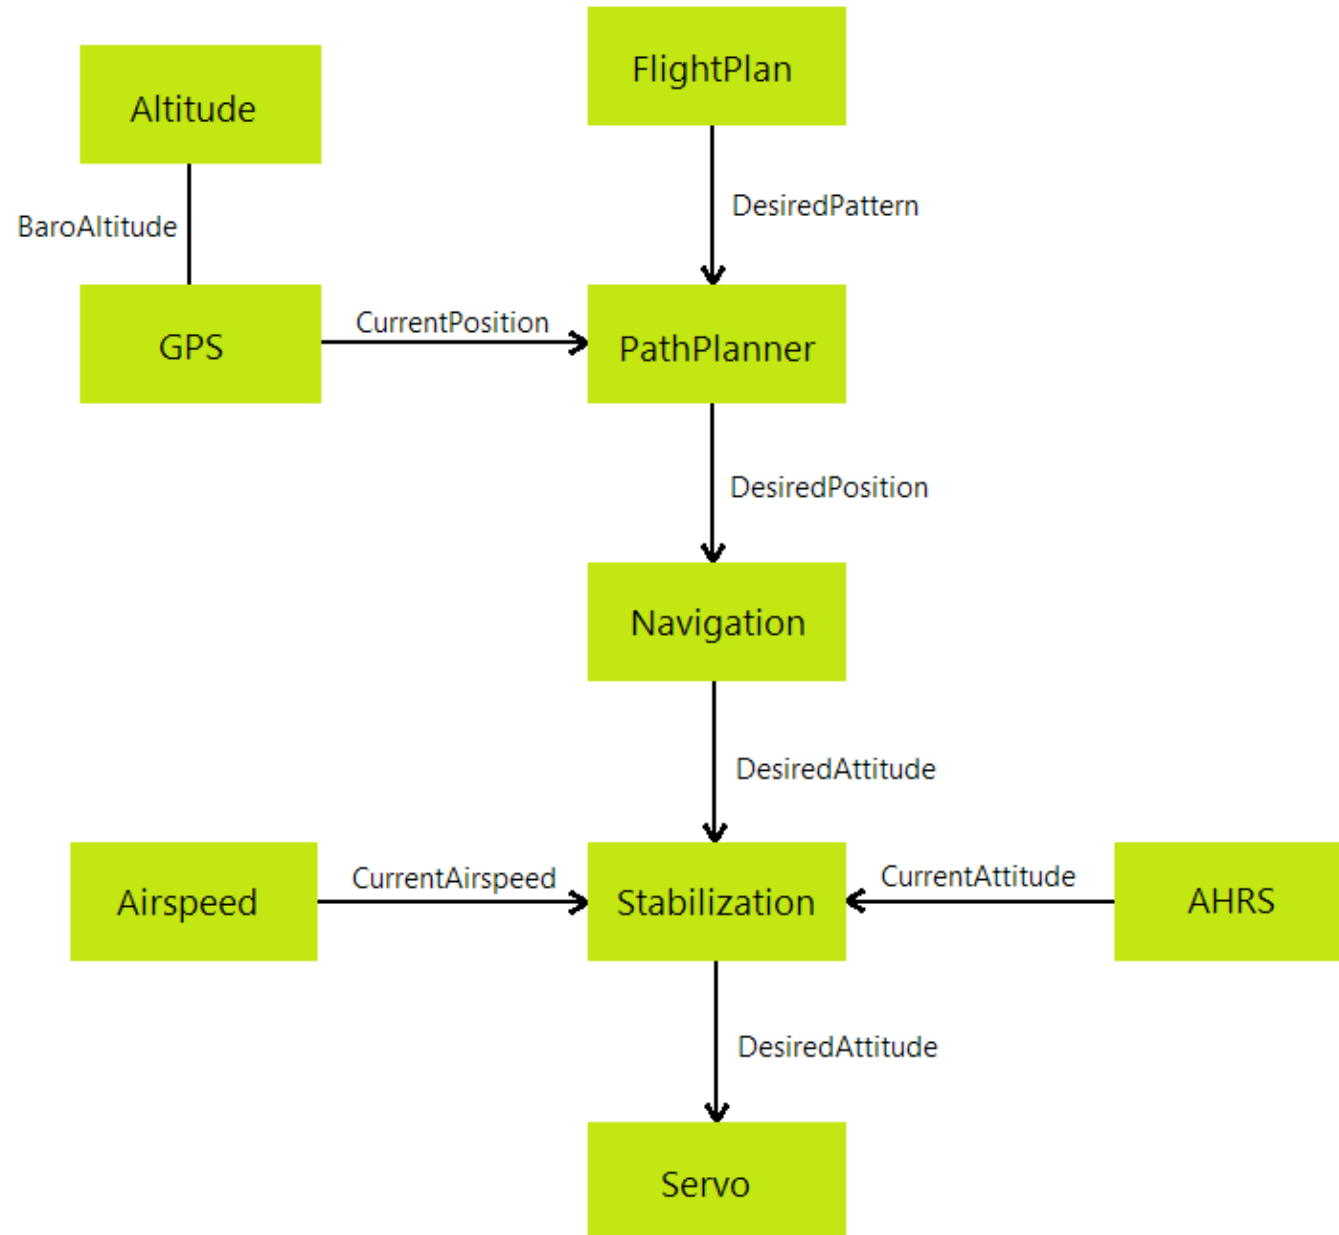 FlightPlan
Altitude
DesiredPattern
BaroAltitude
CurrentPosition
GPS
PathPlanner
DesiredPosition
Navigation
DesiredAttitude
CurrentAirspeed
CurrentAttitude
Airspeed
Stabilization
AHRS
DesiredAttitude
Servo